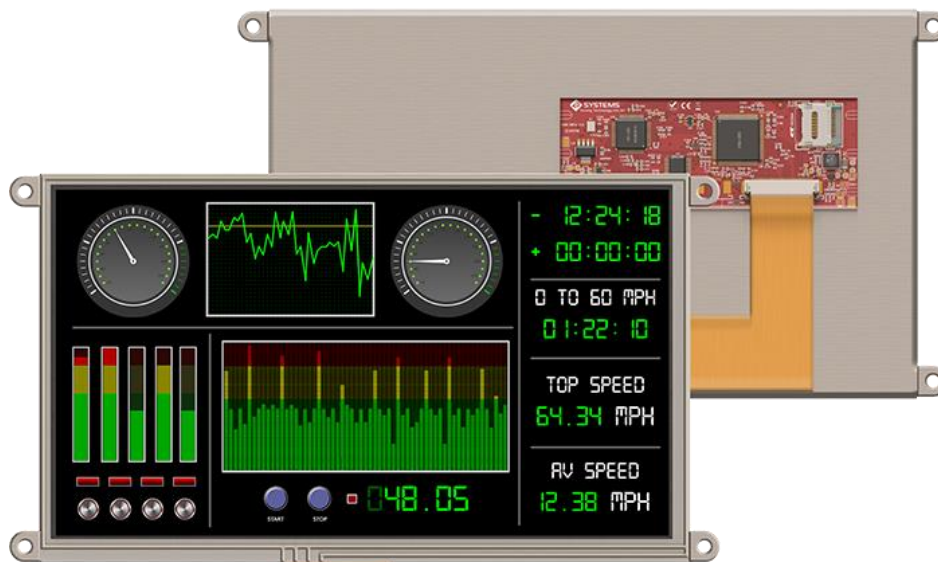 SYSTEMS
- 12:24:18
+ 00:00:00
0 TO 60 MPH
01:22:10
TOP SPEED
64.34 MPH
AV SPEED
12.38 MPH
48.05
START
STOP